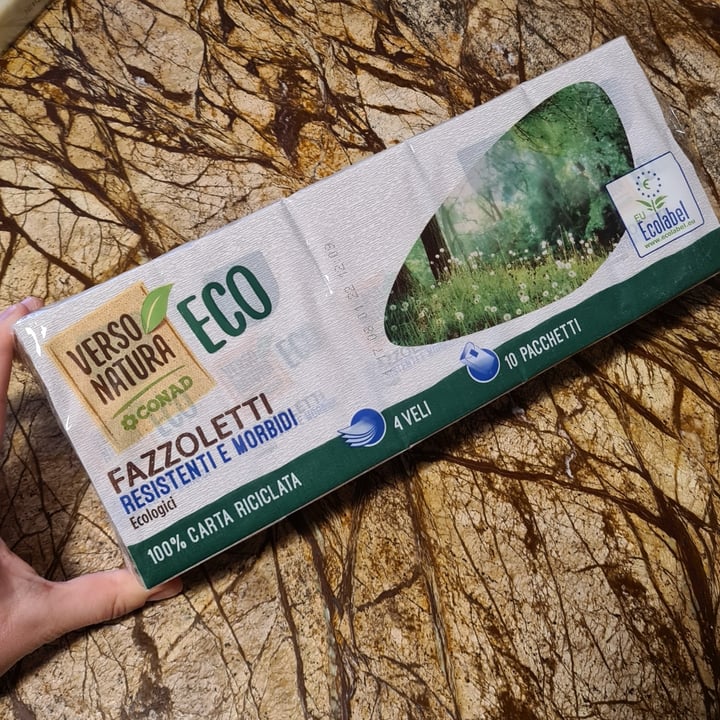 VERSO
NATURA
CONAD
ECO
FAZZOLETTI
RESISTENTI E MORBIDI
Ecologici
100% CARTA RICICLATA
4 VELI
10 PACCHETTI
EU
Ecolabel
www.ecolabel.eu